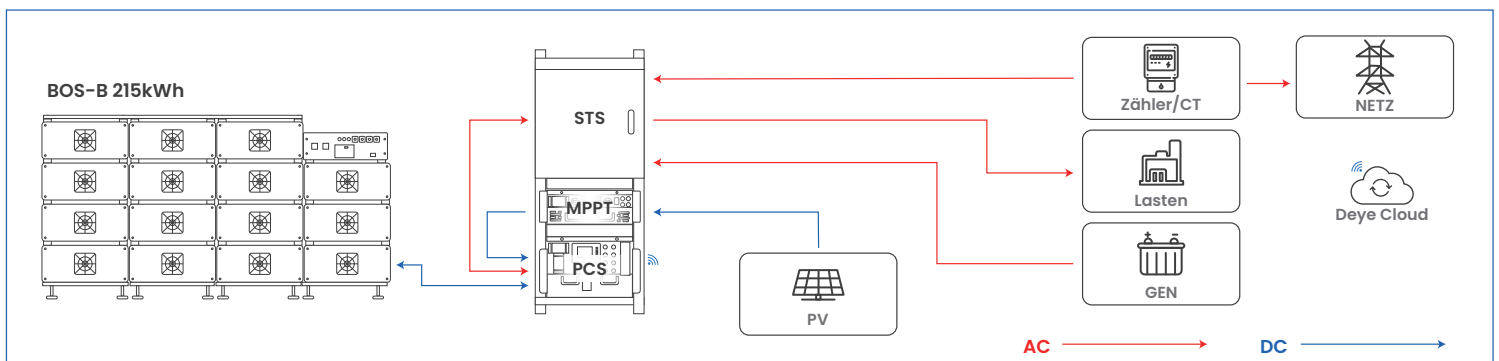 BOS-B 215kWh
STS
MPPT
PCS
PV
Zähler/CT
NETZ
Lasten
Deye Cloud
GEN
AC
DC